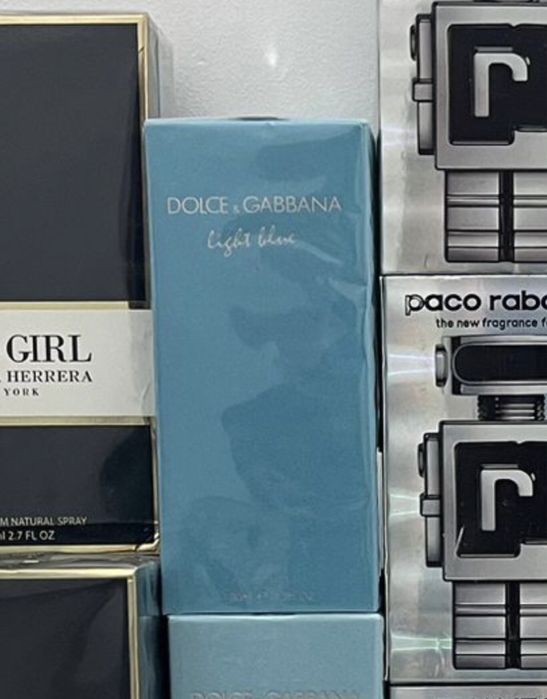 DOLCE & GABBANA
light blue
GIRL
HERRERA
YORK
NATURAL SPRAY
2.7 FL OZ
paco rabo
the new fragrance f